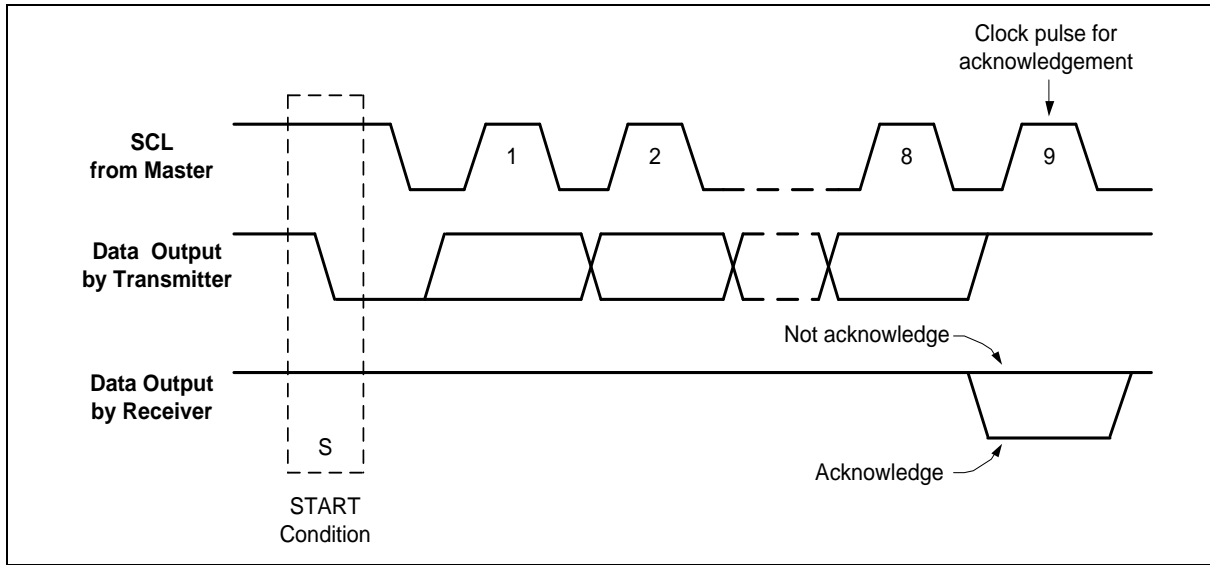 Clock pulse for
acknowledgement
SCL
from Master
1
2
8
9
Data Output
by Transmitter
Not acknowledge
Data Output
by Receiver
S
Acknowledge
START
Condition